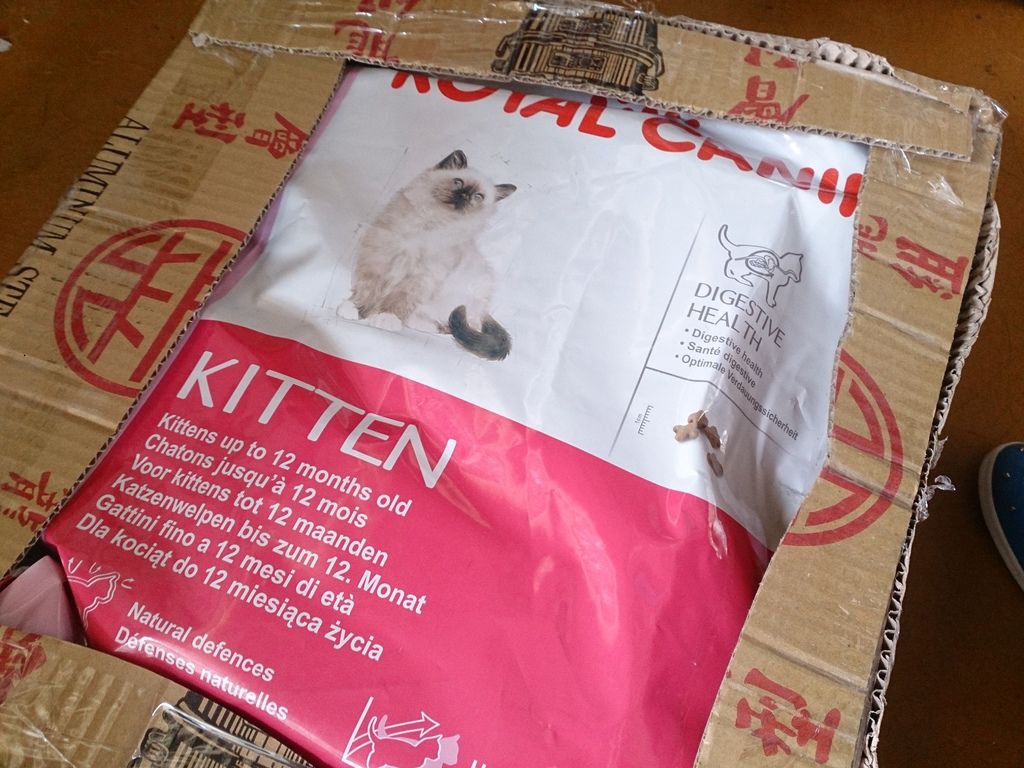 ROYAL CANIN
DIGESTIVE
HEALTH
• Digestive health
• Santé digestive
• Optimale Verdauungssicherheit
1cm
KITTEN
Kittens up to 12 months old
Chatons jusqu'à 12 mois
Voor kittens tot 12 maanden
Katzenwelpen bis zum 12. Monat
Gattini fino a 12 mesi di età
Dla kociąt do 12 miesiąca życia
Natural defences
Défenses naturelles
ALUMINUM